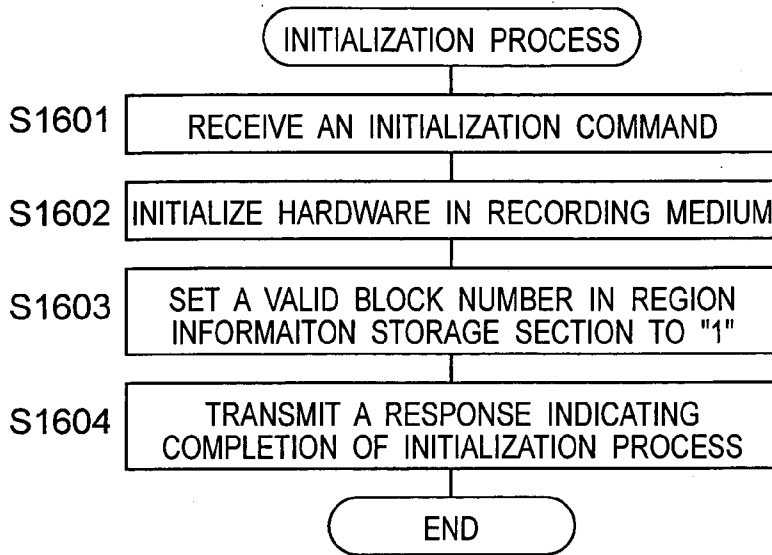 INITIALIZATION PROCESS
S1601 RECEIVE AN INITIALIZATION COMMAND
S1602 INITIALIZE HARDWARE IN RECORDING MEDIUM
S1603 SET A VALID BLOCK NUMBER IN REGION
INFORMAITON STORAGE SECTION TO "1"
S1604 TRANSMIT A RESPONSE INDICATING
COMPLETION OF INITIALIZATION PROCESS
END